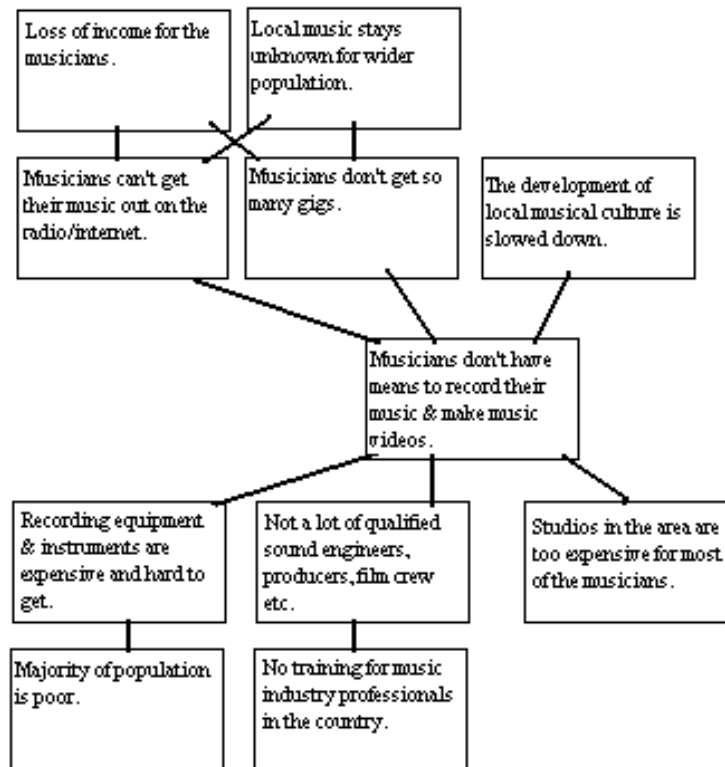 Loss of income for the
musicians.
Local music stays
unknown for wider
population.
Musicians can't get
their music out on the
radio/internet.
Musicians don't get so
many gigs.
The development of
local musical culture is
slowed down.
Musicians don't have
means to record their
music & make music
videos.
Recording equipment
& instruments are
expensive and hard to
get.
Not a lot of qualified
sound engineers,
producers, film crew
etc.
Studios in the area are
too expensive for most
of the musicians.
Majority of population
is poor.
No training for music
industry professionals
in the country.